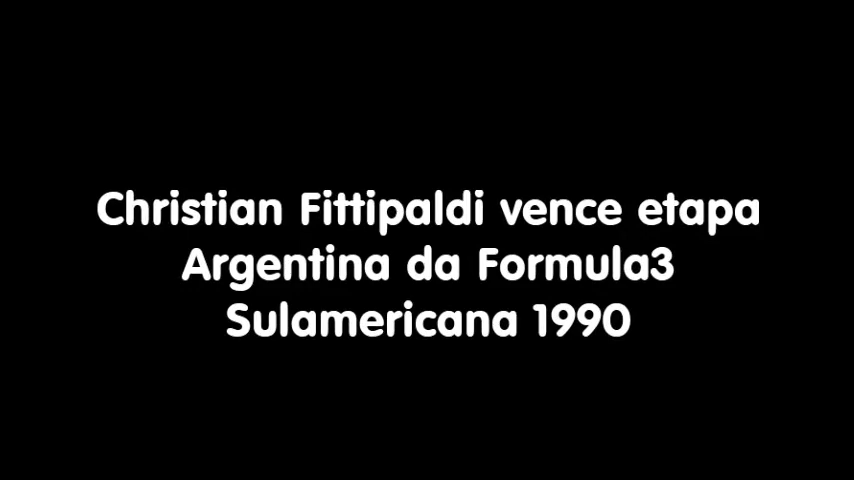 Christian Fittipaldi vence etapa
Argentina da Formula3
Sulamericana 1990